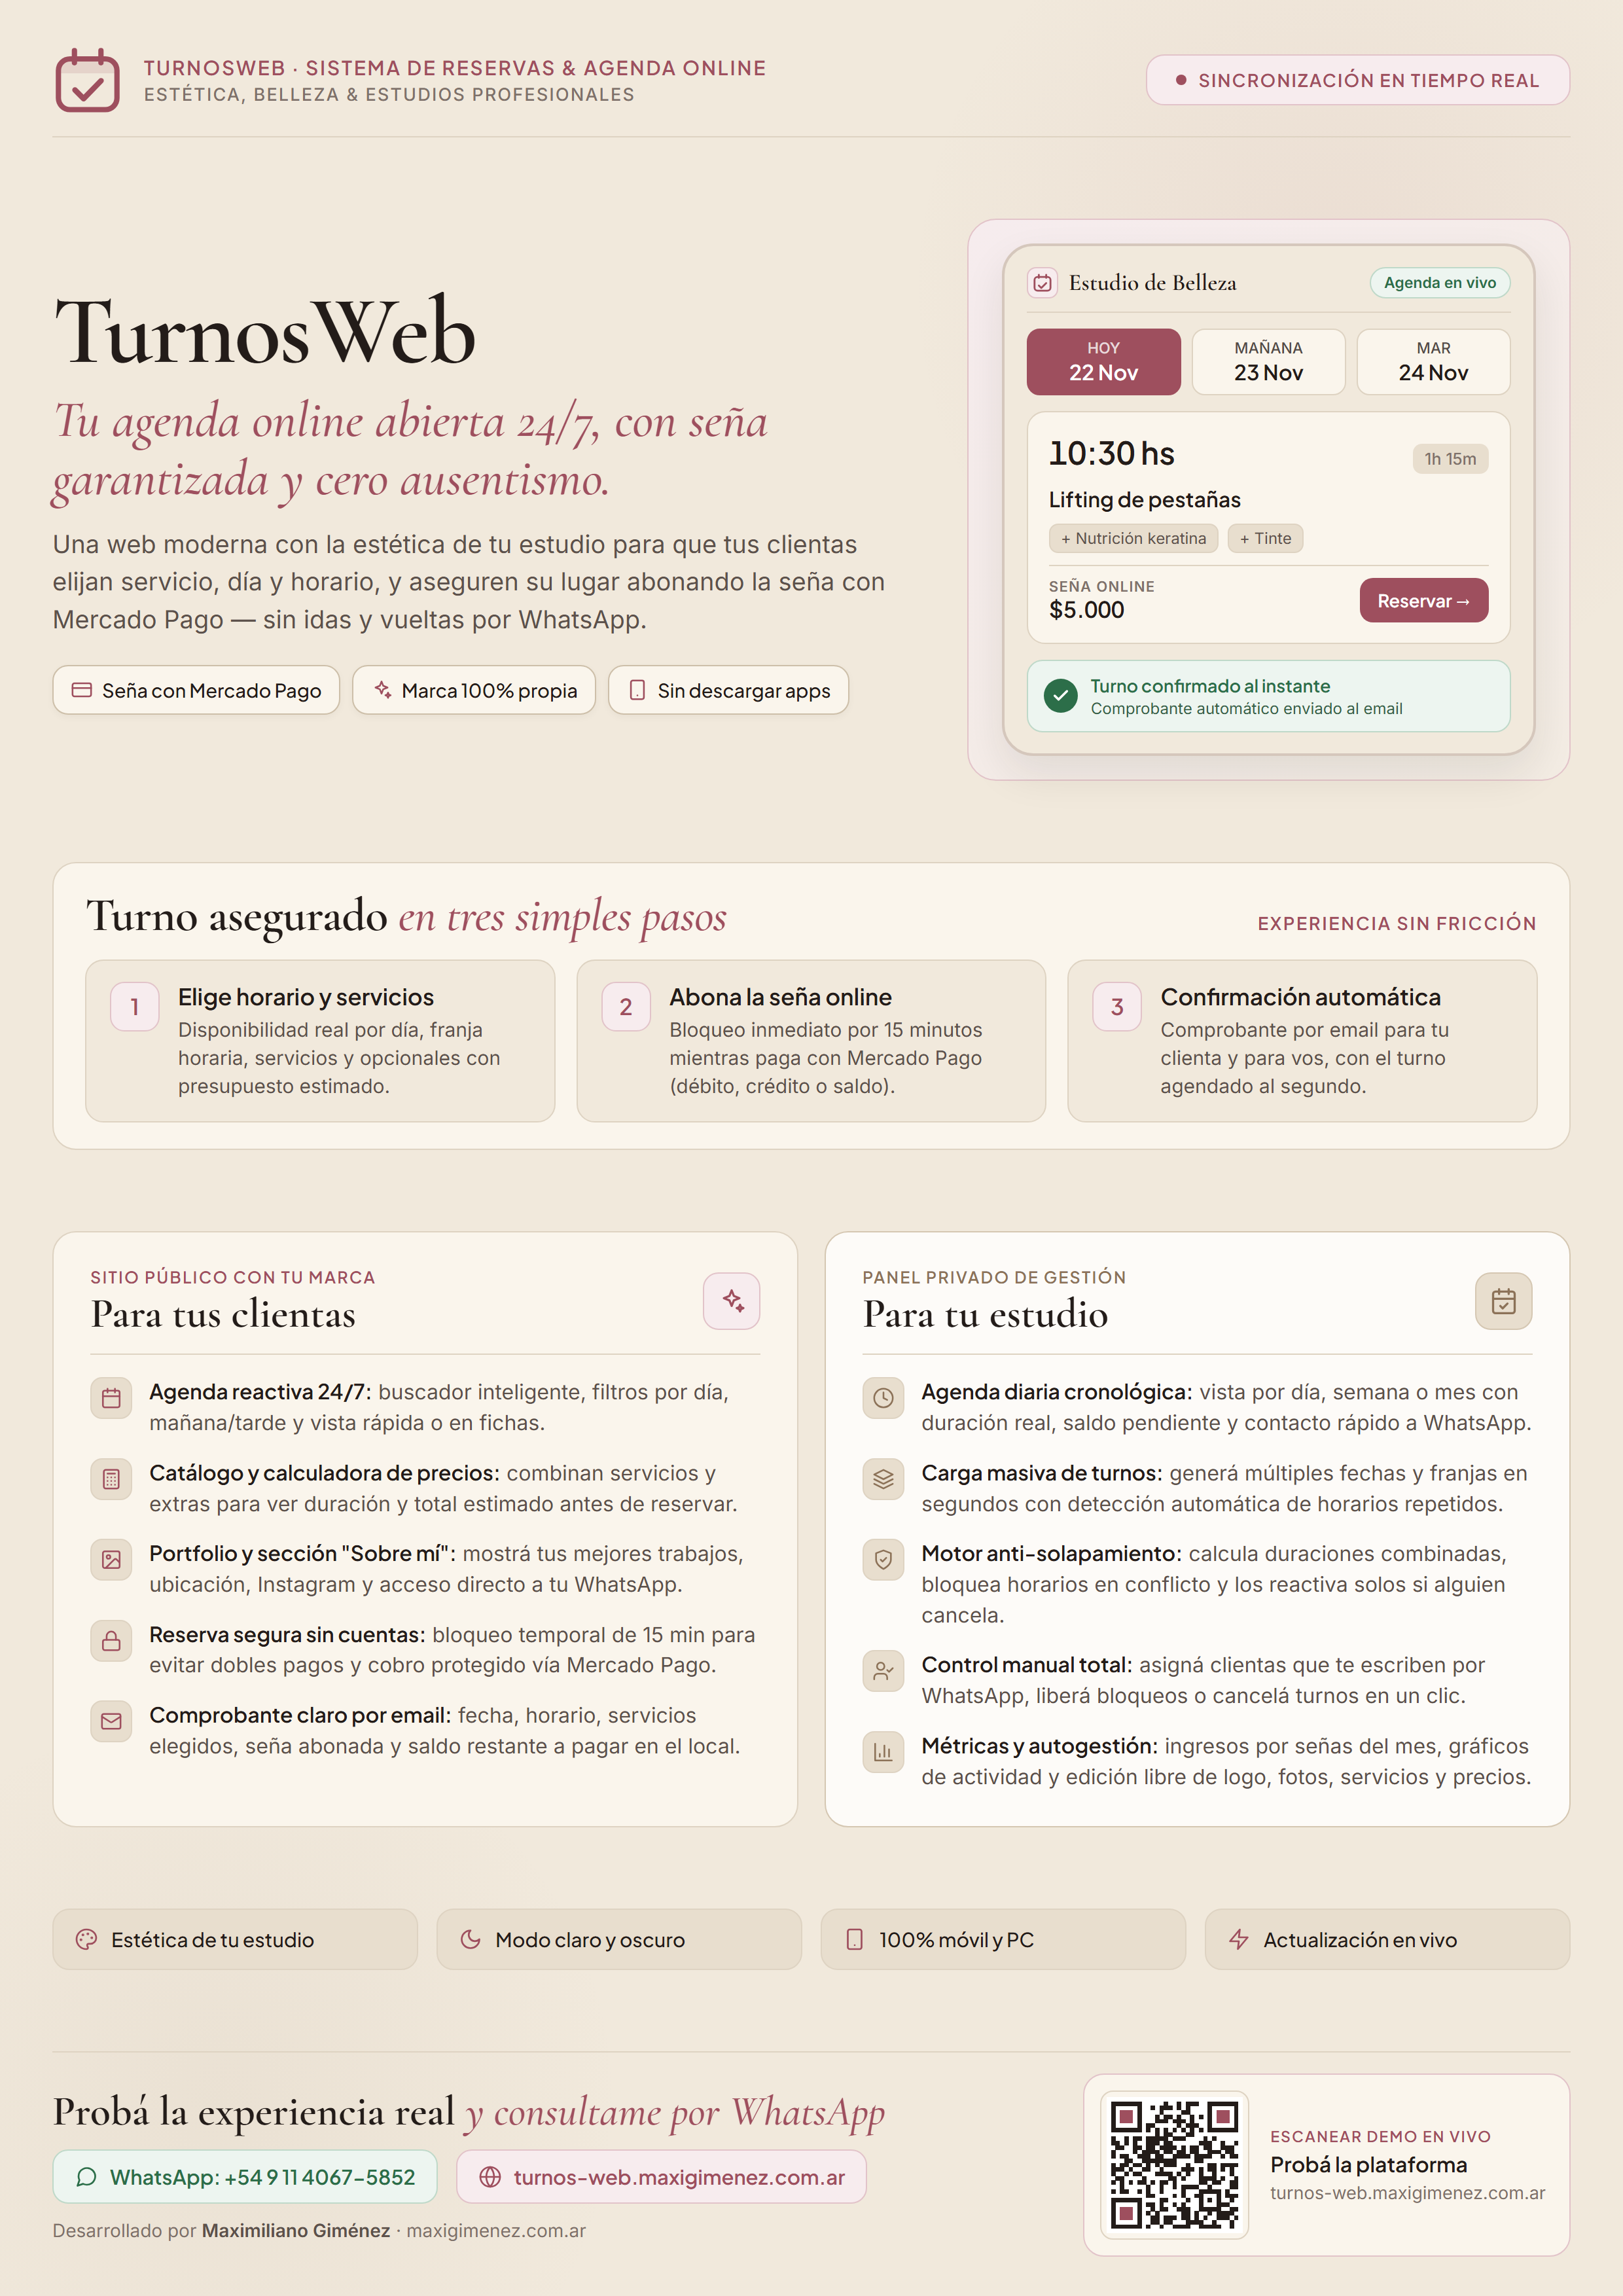 TURNOSWEB · SISTEMA DE RESERVAS & AGENDA ONLINE
ESTÉTICA, BELLEZA & ESTUDIOS PROFESIONALES
SINCRONIZACIÓN EN TIEMPO REAL
TurnosWeb
Tu agenda online abierta 24/7, con seña
garantizada y cero ausentismo.
Una web moderna con la estética de tu estudio para que tus clientas
elijan servicio, día y horario, y aseguren su lugar abonando la seña con
Mercado Pago — sin idas y vueltas por WhatsApp.
Seña con Mercado Pago
Marca 100% propia
Sin descargar apps
Estudio de Belleza
Agenda en vivo
HOY
22 Nov
MAÑANA
23 Nov
MAR
24 Nov
10:30 hs
1h 15m
Lifting de pestañas
+ Nutrición keratina
+ Tinte
SEÑA ONLINE
$5.000
Reservar →
Turno confirmado al instante
Comprobante automático enviado al email
Turno asegurado en tres simples pasos
EXPERIENCIA SIN FRICCIÓN
1
Elige horario y servicios
Disponibilidad real por día, franja
horaria, servicios y opcionales con
presupuesto estimado.
2
Abona la seña online
Bloqueo inmediato por 15 minutos
mientras paga con Mercado Pago
(débito, crédito o saldo).
3
Confirmación automática
Comprobante por email para tu
clienta y para vos, con el turno
agendado al segundo.
SITIO PÚBLICO CON TU MARCA
Para tus clientas
Agenda reactiva 24/7: buscador inteligente, filtros por día,
mañana/tarde y vista rápida o en fichas.
Catálogo y calculadora de precios: combinan servicios y
extras para ver duración y total estimado antes de reservar.
Portfolio y sección "Sobre mí": mostrá tus mejores trabajos,
ubicación, Instagram y acceso directo a tu WhatsApp.
Reserva segura sin cuentas: bloqueo temporal de 15 min para
evitar dobles pagos y cobro protegido vía Mercado Pago.
Comprobante claro por email: fecha, horario, servicios
elegidos, seña abonada y saldo restante a pagar en el local.
PANEL PRIVADO DE GESTIÓN
Para tu estudio
Agenda diaria cronológica: vista por día, semana o mes con
duración real, saldo pendiente y contacto rápido a WhatsApp.
Carga masiva de turnos: generá múltiples fechas y franjas en
segundos con detección automática de horarios repetidos.
Motor anti-solapamiento: calcula duraciones combinadas,
bloquea horarios en conflicto y los reactiva solos si alguien
cancela.
Control manual total: asigná clientas que te escriben por
WhatsApp, liberá bloqueos o cancelá turnos en un clic.
Métricas y autogestión: ingresos por señas del mes, gráficos
de actividad y edición libre de logo, fotos, servicios y precios.
Estética de tu estudio
Modo claro y oscuro
100% móvil y PC
Actualización en vivo
Probá la experiencia real y consultame por WhatsApp
WhatsApp: +54 9 11 4067-5852
turnos-web.maxigimenez.com.ar
Desarrollado por Maximiliano Giménez · maxigimenez.com.ar
ESCANEAR DEMO EN VIVO
Probá la plataforma
turnos-web.maxigimenez.com.ar